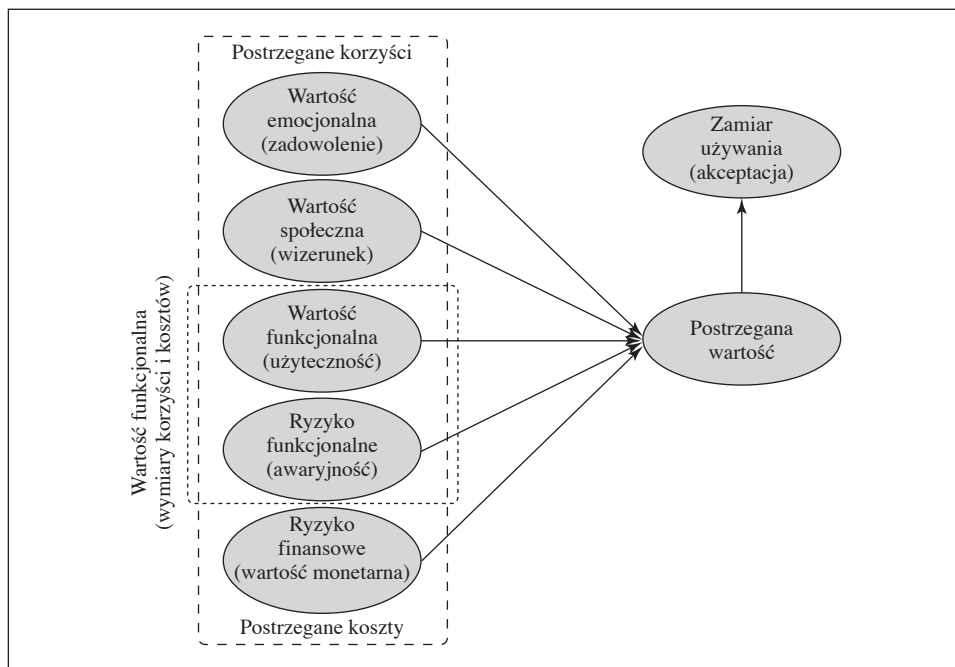 Postrzegane korzyści
Wartość
emocjonalna
(zadowolenie)
Wartość
społeczna
(wizerunek)
Wartość
funkcjonalna
(użyteczność)
Ryzyko
funkcjonalne
(awaryjność)
Ryzyko
finansowe
(wartość monetarna)
Postrzegane koszty
Wartość funkcjonalna
(wymiary korzyści i kosztów)
Zamiar
używania
(akceptacja)
Postrzegana
wartość